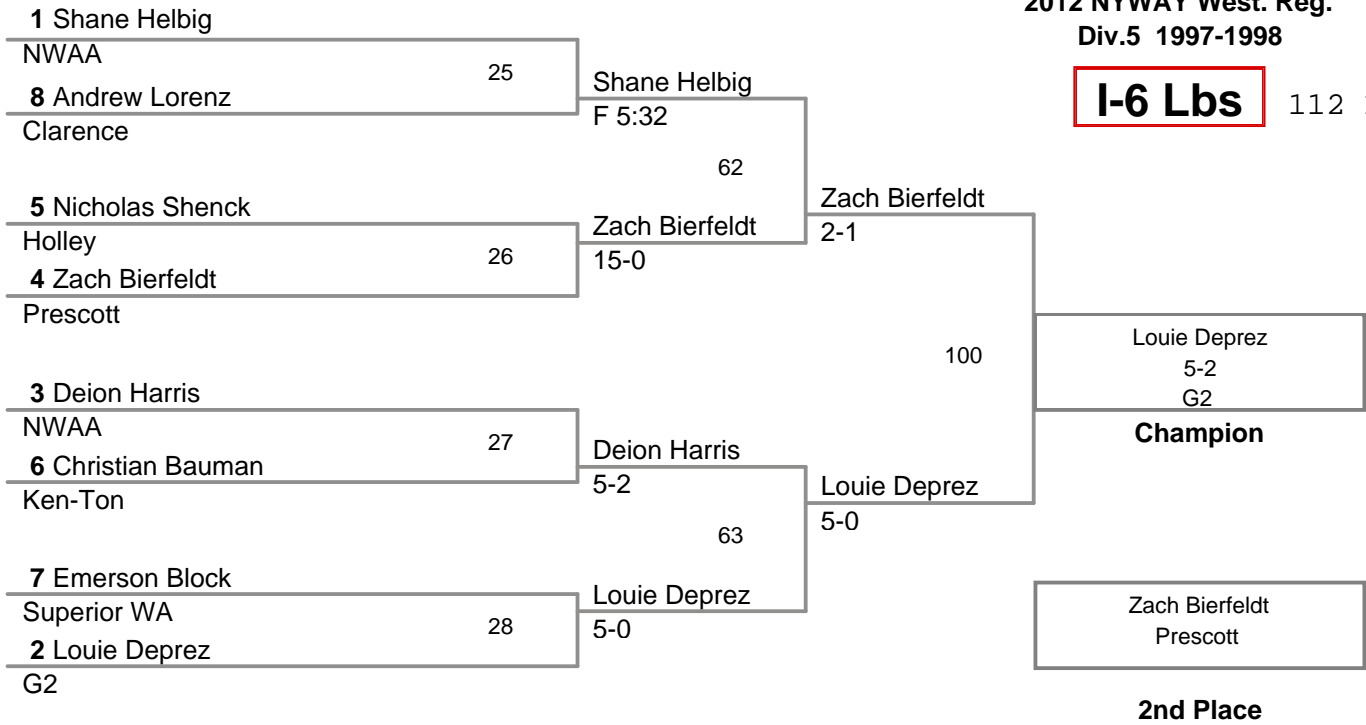 2012 NYWAY West. Reg.
Div.5 1997-1998
I-6 Lbs 112
1 Shane Helbig
NWAA
25
8 Andrew Lorenz
Clarence
Shane Helbig
F 5:32
62
5 Nicholas Shenck
Holley
26
4 Zach Bierfeldt
Prescott
Zach Bierfeldt
15-0
Zach Bierfeldt
2-1
100
3 Deion Harris
NWAA
27
6 Christian Bauman
Ken-Ton
Deion Harris
5-2
63
7 Emerson Block
Superior WA
28
2 Louie Deprez
G2
Louie Deprez
5-0
Louie Deprez
5-0
Louie Deprez
5-2
G2
Champion
Zach Bierfeldt
Prescott
2nd Place